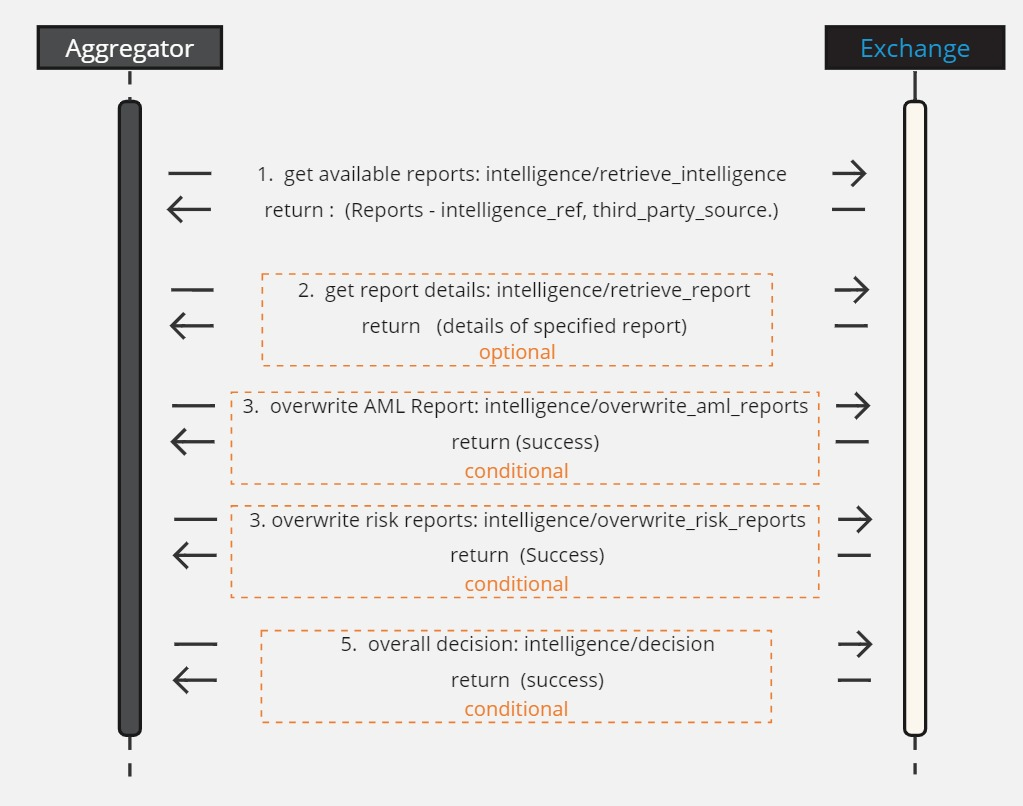 Aggregator
Exchange
1. get available reports: intelligence/retrieve_intelligence
return : (Reports - intelligence_ref, third_party_source.)
2. get report details: intelligence/retrieve_report
return (details of specified report)
optional
3. overwrite AML Report: intelligence/overwrite_aml_reports
return (success)
conditional
3. overwrite risk reports: intelligence/overwrite_risk_reports
return (Success)
conditional
5. overall decision: intelligence/decision
return (success)
conditional